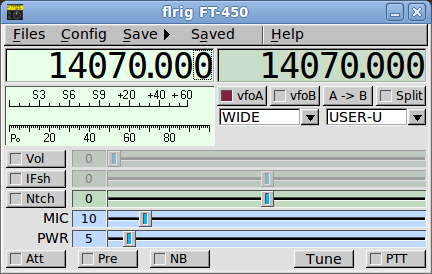 flrig FT-450
Files Config Save Saved Help
14070.000 14070.000
S3 S6 S9 +20 +40 +60
Po 20 40 60 80
vfoA vfoB A -> B Split
WIDE USER-U
Vol 0
IFsh 0
Ntch 0
MIC 10
PWR 5
Att Pre NB Tune PTT